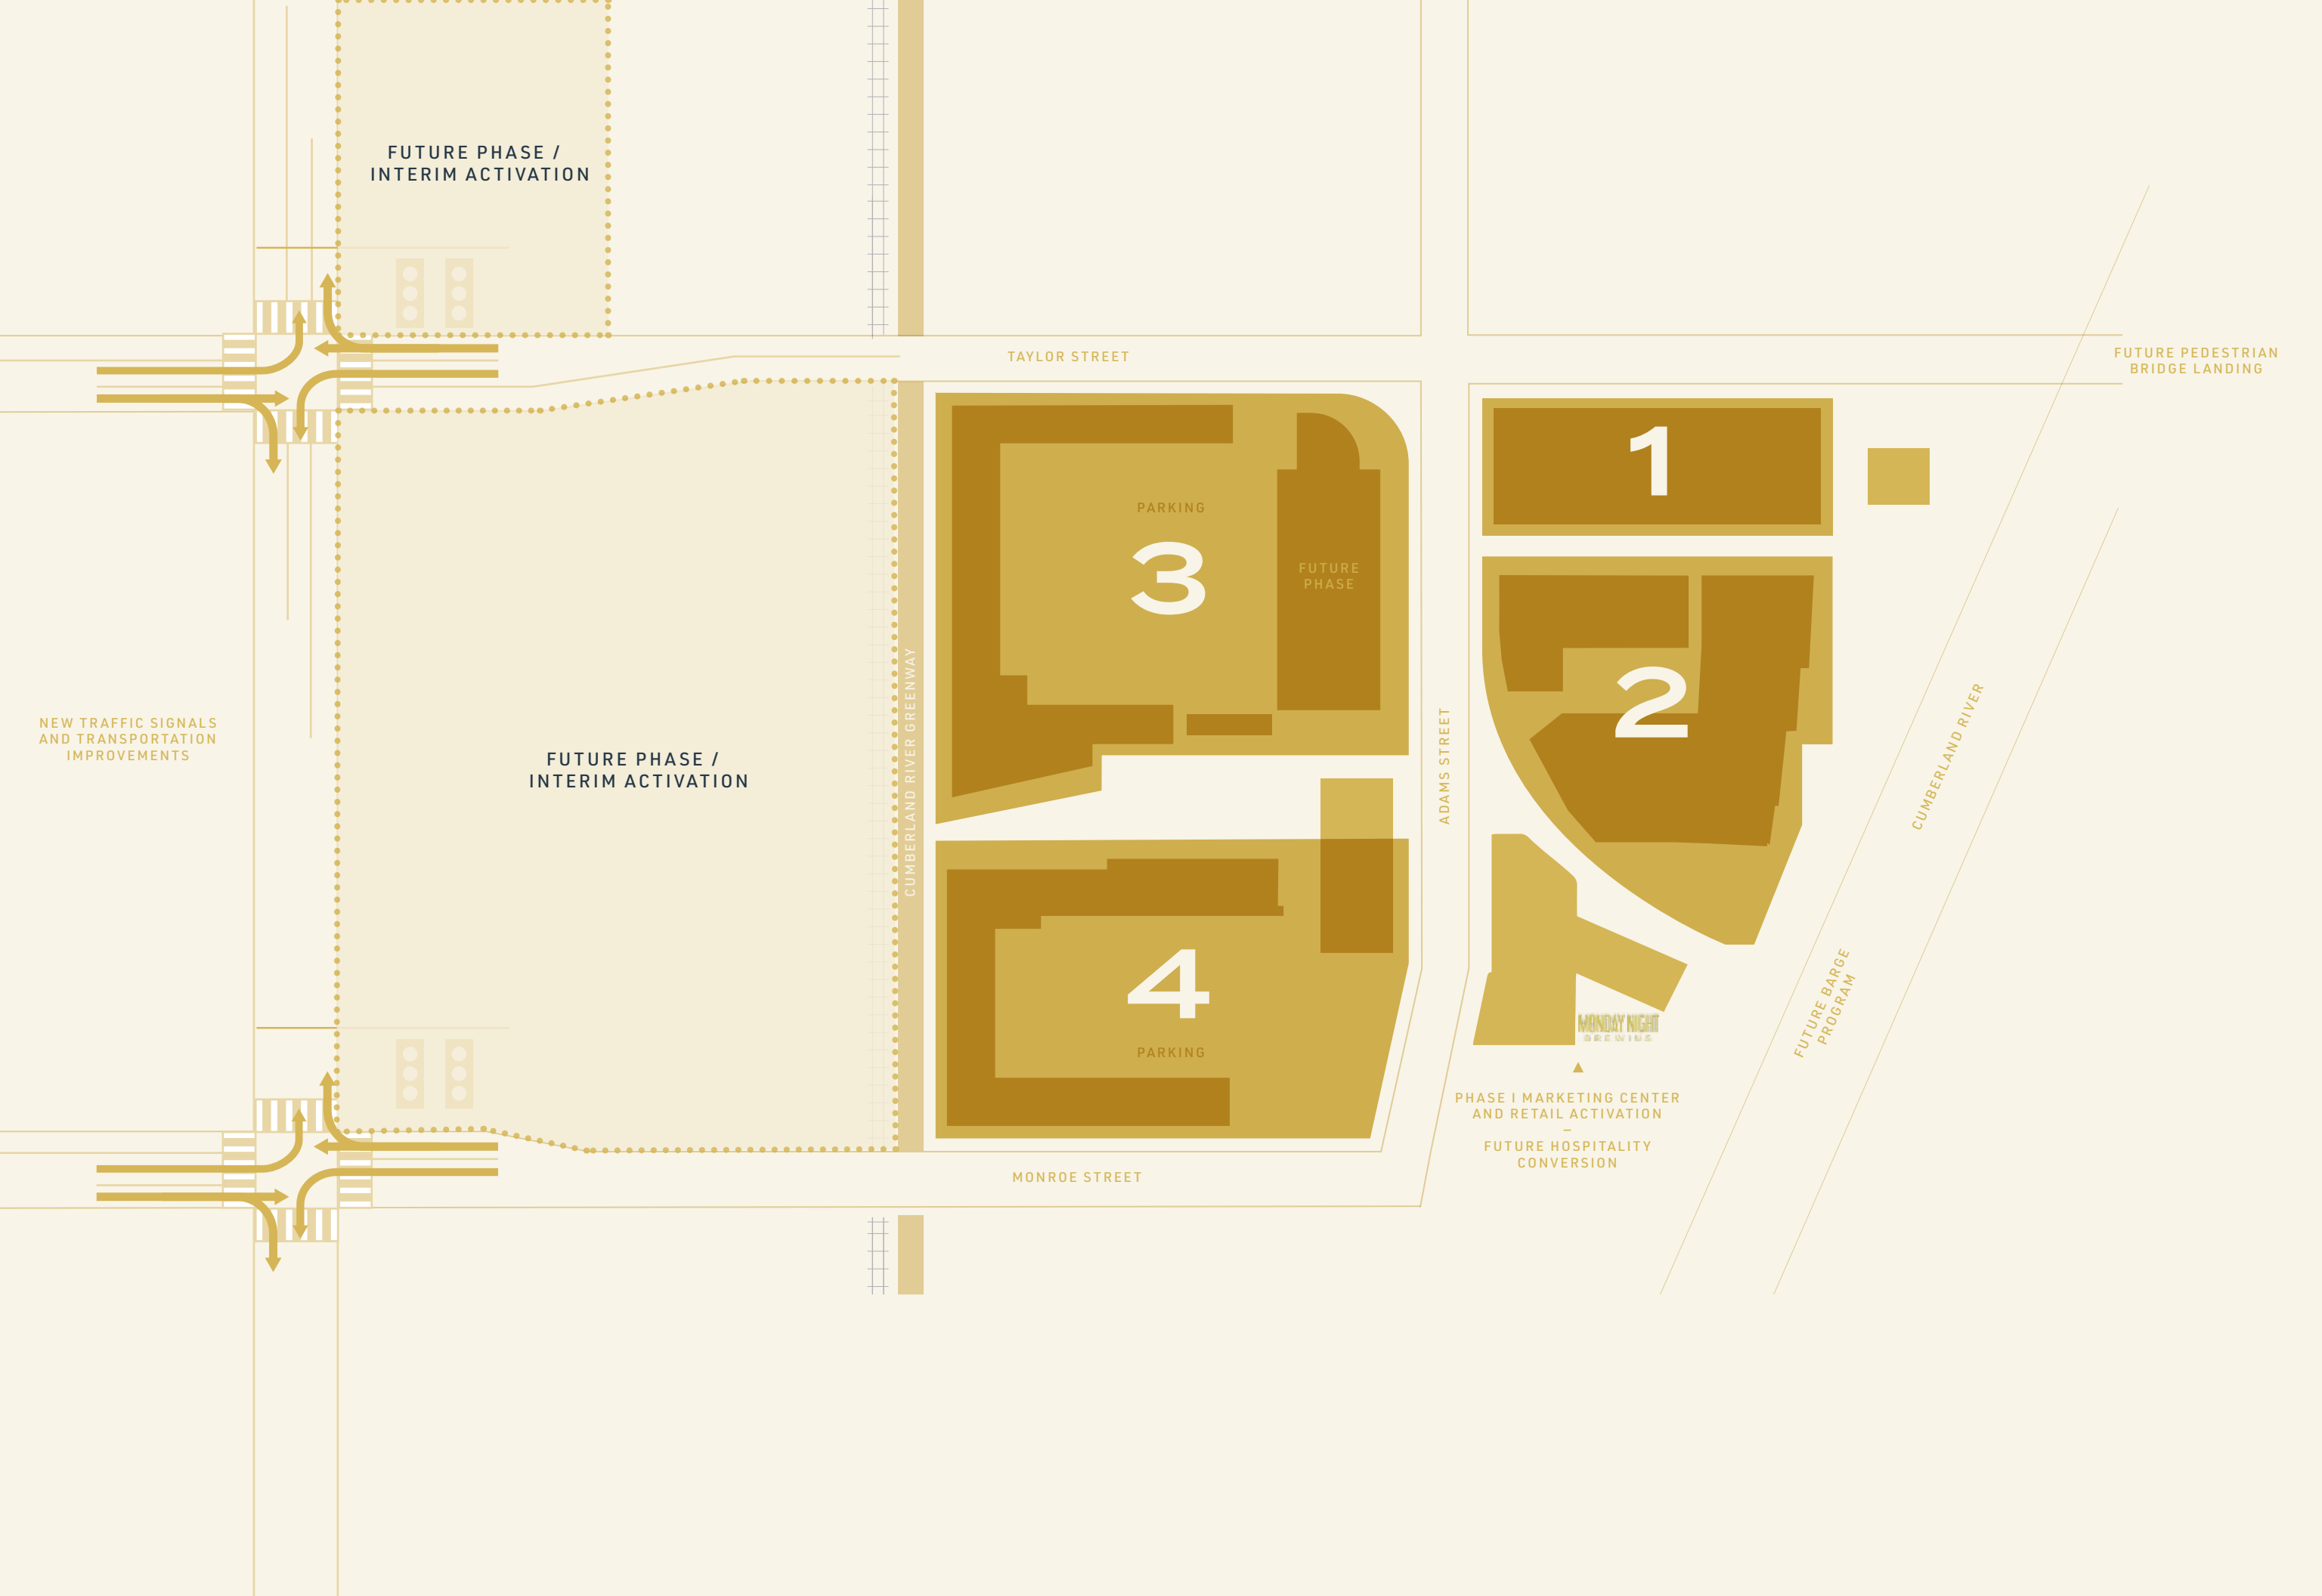 FUTURE PHASE /
INTERIM ACTIVATION
TAYLOR STREET
FUTURE PEDESTRIAN
BRIDGE LANDING
1
PARKING
3
FUTURE
PHASE
2
NEW TRAFFIC SIGNALS
AND TRANSPORTATION
IMPROVEMENTS
FUTURE PHASE /
INTERIM ACTIVATION
CUMBERLAND RIVER GREENWAY
ADAMS STREET
CUMBERLAND RIVER
4
PARKING
FUTURE BARGE
PROGRAM
MONDAY NIGHT
BREWING
PHASE I MARKETING CENTER
AND RETAIL ACTIVATION
–
FUTURE HOSPITALITY
CONVERSION
MONROE STREET